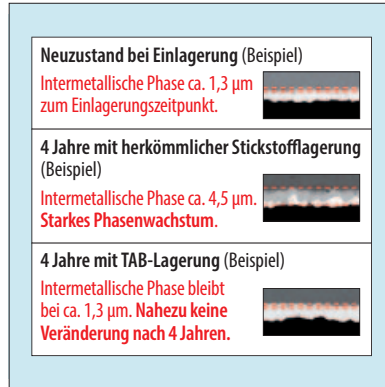 Neuzustand bei Einlagerung (Beispiel)
Intermetallische Phase ca. 1,3 µm
zum Einlagerungszeitpunkt.
4 Jahre mit herkömmlicher Stickstofflagerung
(Beispiel)
Intermetallische Phase ca. 4,5 µm.
Starkes Phasenwachstum.
4 Jahre mit TAB-Lagerung (Beispiel)
Intermetallische Phase bleibt
bei ca. 1,3 µm. Nahezu keine
Veränderung nach 4 Jahren.